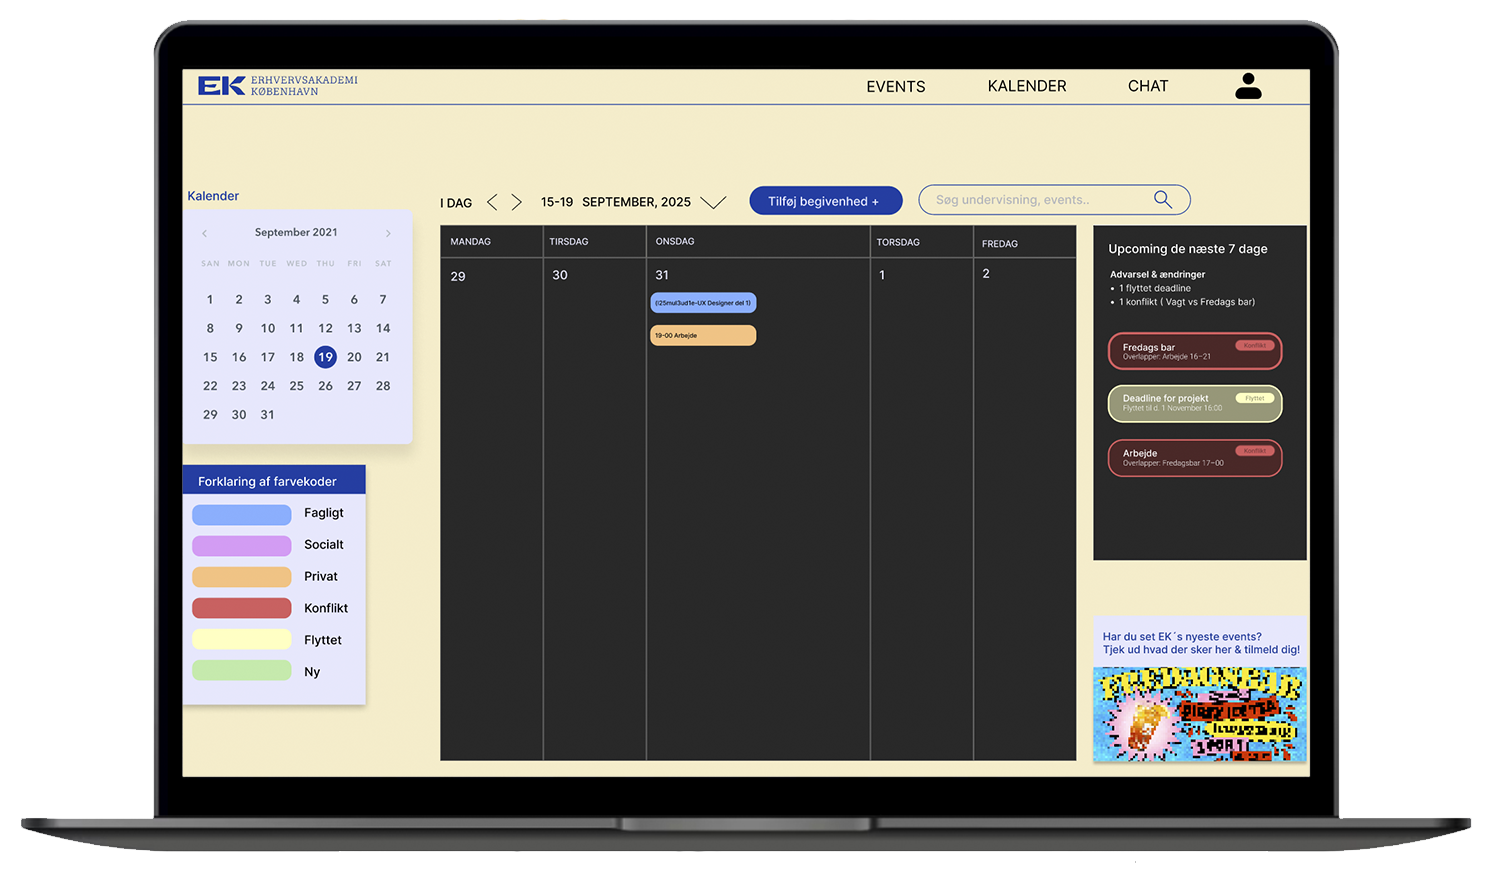 EK ERHVERVSAKADEMI
KØBENHAVN
EVENTS
KALENDER
CHAT
Kalender
September 2021
SAN MON TUE WED THU FRI SAT
1 2 3 4 5 6 7
8 9 10 11 12 13 14
15 16 17 18 19 20 21
22 23 24 25 26 27 28
29 30 31
Forklaring af farvekoder
Fagligt
Socialt
Privat
Konflikt
Flyttet
Ny
I DAG
15-19 SEPTEMBER, 2025
Tilføj begivenhed +
Søg undervisning, events..
MANDAG TIRSDAG ONSDAG TORSDAG FREDAG
29 30 31 1 2
(i25mul3ud1e-UX Designer del 1)
19-00 Arbejde
Upcoming de næste 7 dage
Advarsel & ændringer
• 1 flyttet deadline
• 1 konflikt ( Vagt vs Fredags bar)
Fredags bar
Konflikt
Overlapper: Arbejde 16-21
Deadline for projekt
Flyttet
Flyttet til d. 1 November 16:00
Arbejde
Konflikt
Overlapper: Fredagsbar 17-00
Har du set EK´s nyeste events?
Tjek ud hvad der sker her & tilmeld dig!
FREDAGSBAR